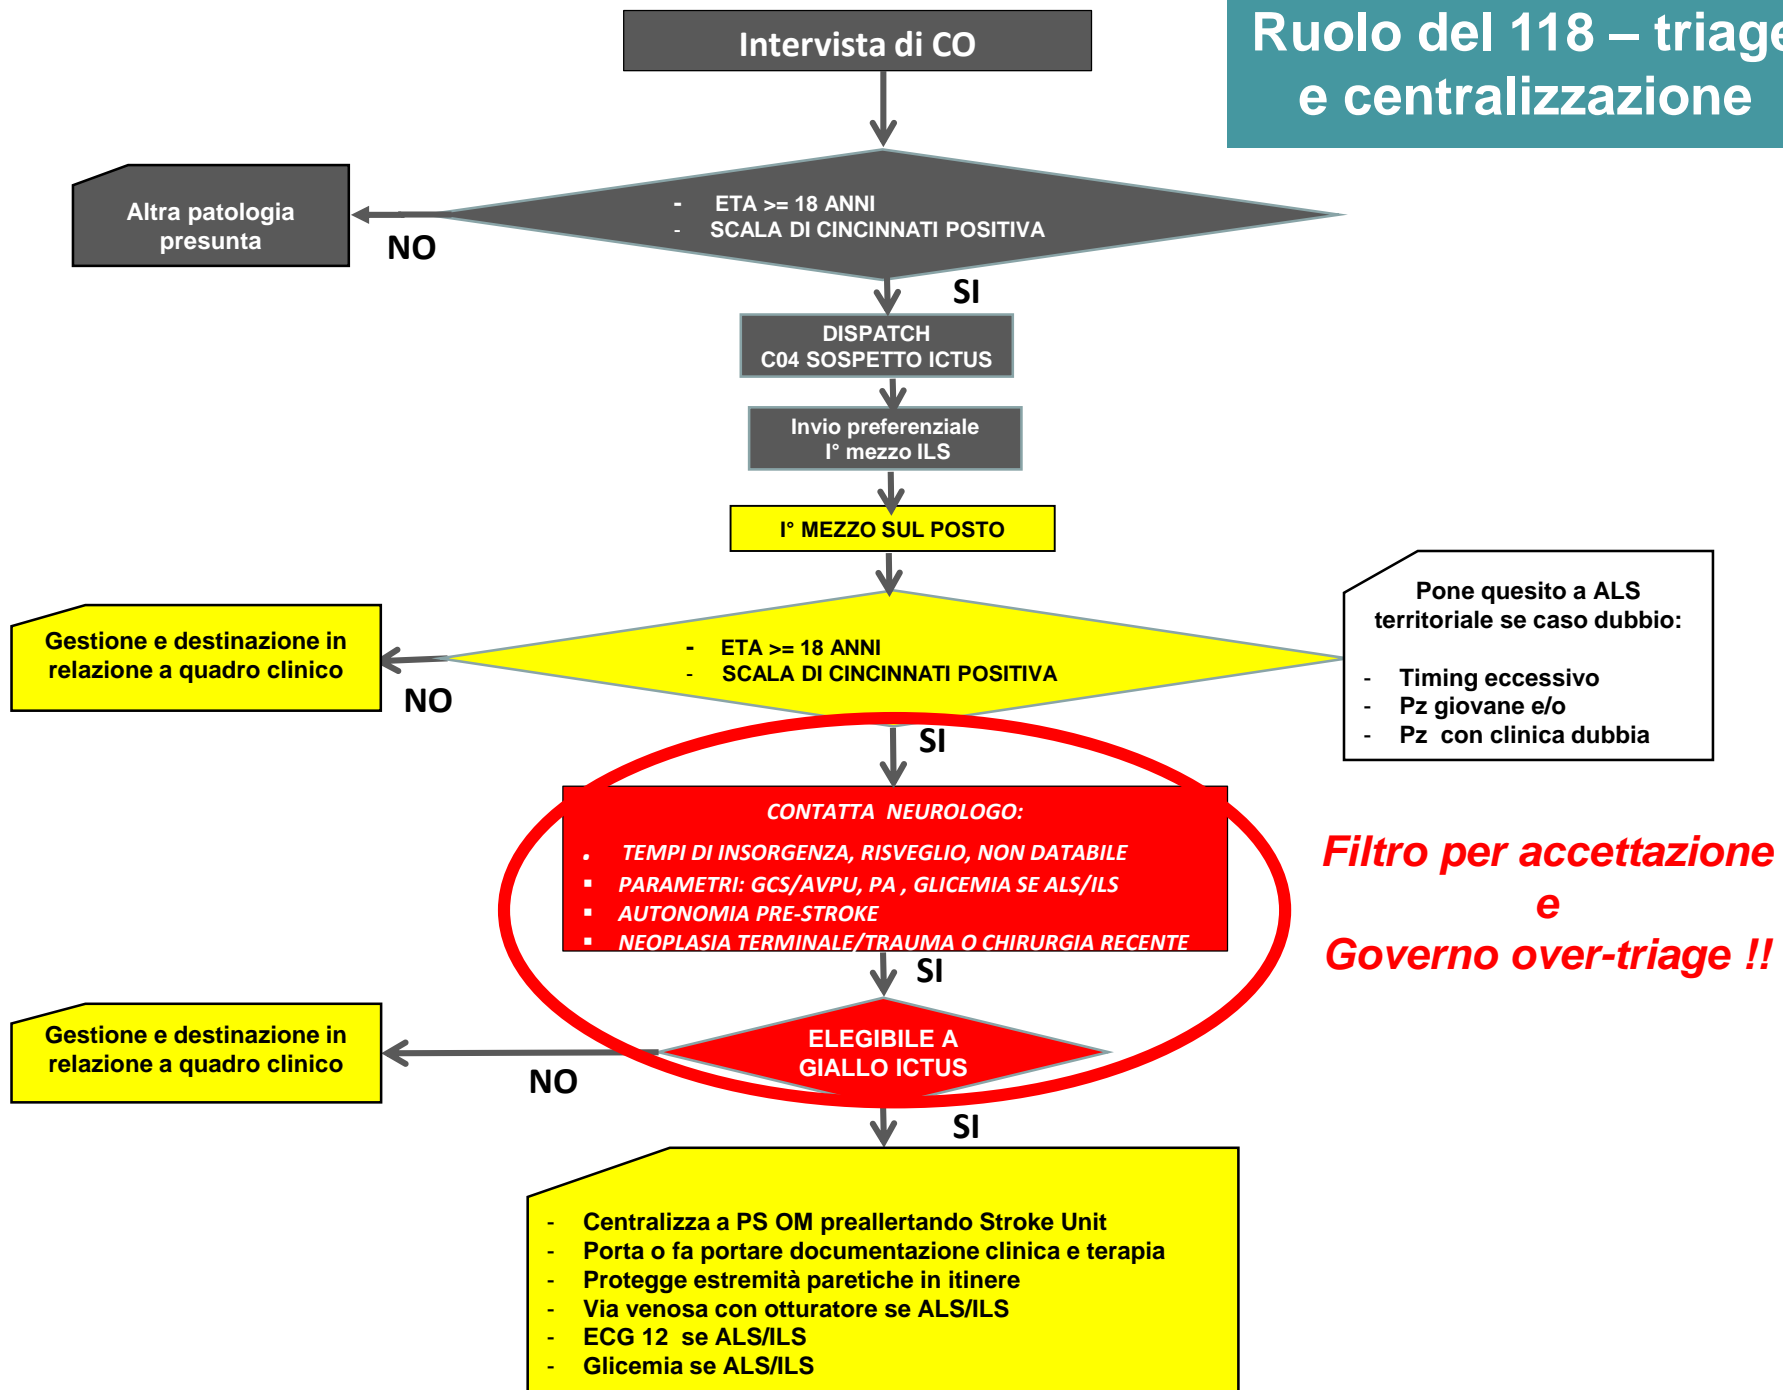 Ruolo del 118 – triage
e centralizzazione
Intervista di CO
Altra patologia
presunta
NO
- ETA >= 18 ANNI
- SCALA DI CINCINNATI POSITIVA
SI
DISPATCH
C04 SOSPETTO ICTUS
Invio preferenziale
I° mezzo ILS
I° MEZZO SUL POSTO
Gestione e destinazione in
relazione a quadro clinico
NO
- ETA >= 18 ANNI
- SCALA DI CINCINNATI POSITIVA
Pone quesito a ALS
territoriale se caso dubbio:
- Timing eccessivo
- Pz giovane e/o
- Pz con clinica dubbia
SI
CONTATTA NEUROLOGO:
. TEMPI DI INSORGENZA, RISVEGLIO, NON DATABILE
▪ PARAMETRI: GCS/AVPU, PA , GLICEMIA SE ALS/ILS
▪ AUTONOMIA PRE-STROKE
▪ NEOPLASIA TERMINALE/TRAUMA O CHIRURGIA RECENTE
Filtro per accettazione
e
Governo over-triage !!
SI
Gestione e destinazione in
relazione a quadro clinico
NO
ELEGIBILE A
GIALLO ICTUS
SI
- Centralizza a PS OM preallertando Stroke Unit
- Porta o fa portare documentazione clinica e terapia
- Protegge estremità paretiche in itinere
- Via venosa con otturatore se ALS/ILS
- ECG 12 se ALS/ILS
- Glicemia se ALS/ILS